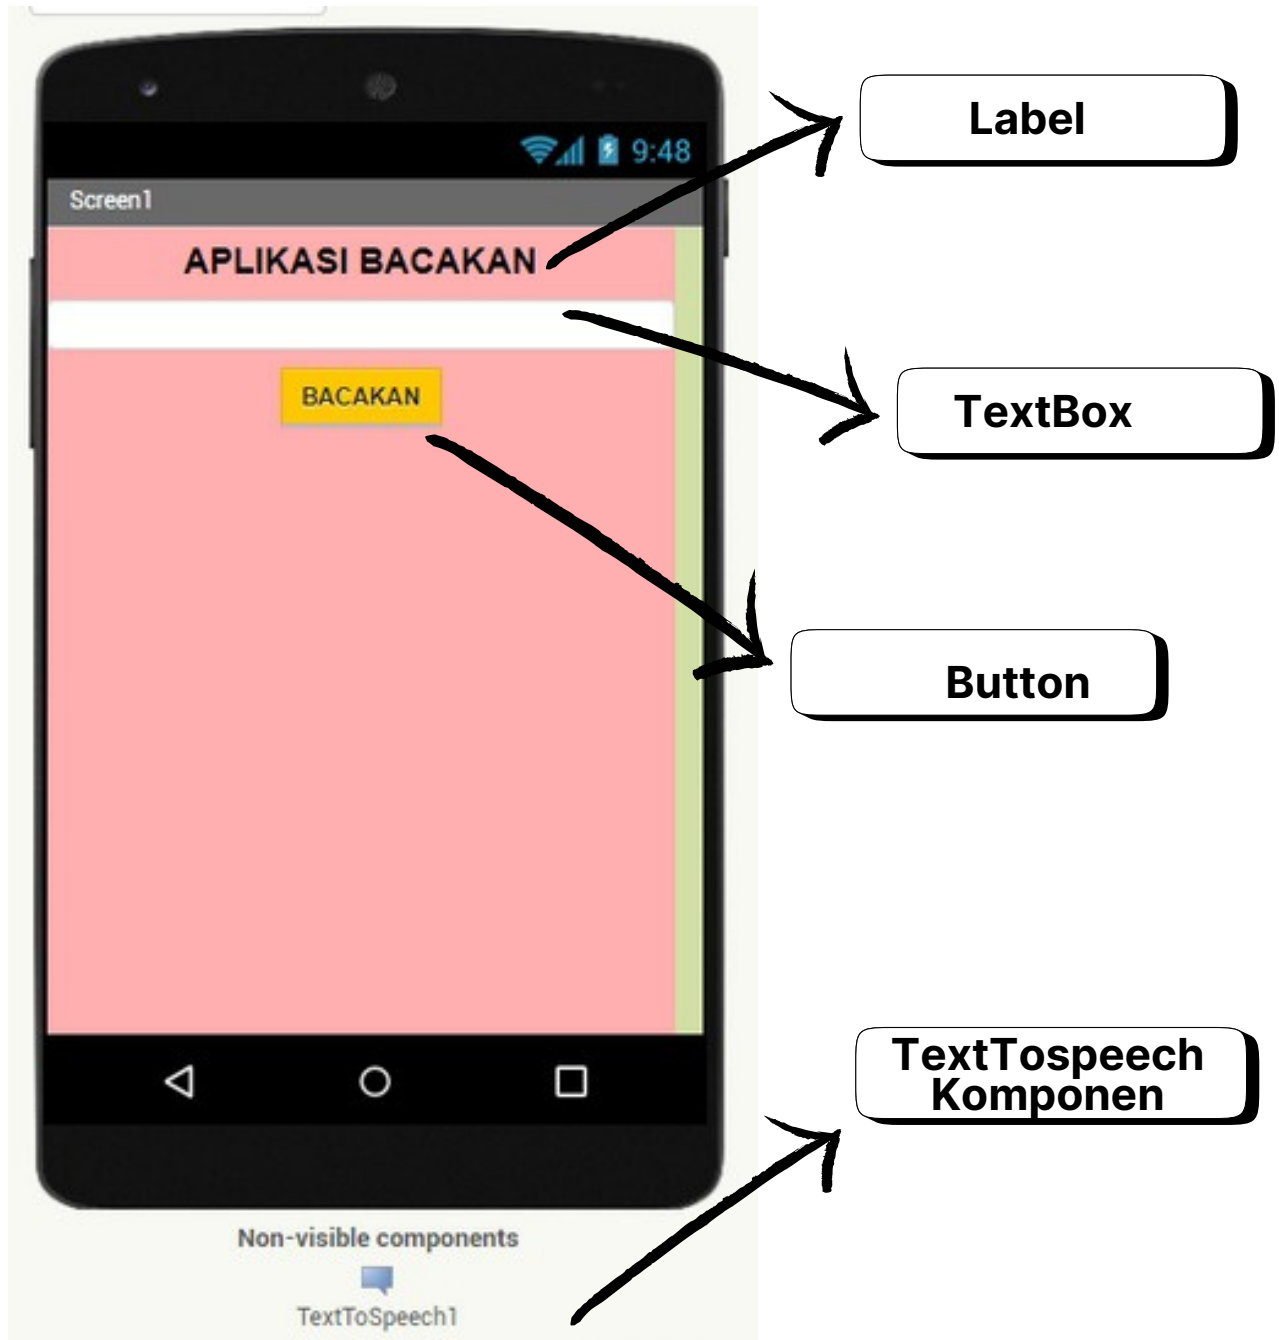 9:48
Label
Screen1
APLIKASI BACAKAN
TextBox
BACAKAN
Button
TextTospeech
Komponen
Non-visible components
TextToSpeech1